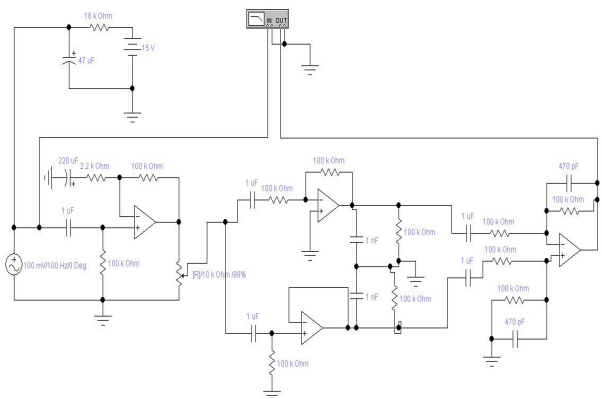 18 k Ohm
15 V
47 uF
IN OUT
220 uF
2.2 k Ohm
100 k Ohm
1 uF
100 k Ohm
100 mV/100 Hz/0 Deg
[R]/10 k Ohm /99%
1 uF
100 k Ohm
100 k Ohm
1 nF
100 k Ohm
1 nF
100 k Ohm
1 uF
100 k Ohm
1 uF
100 k Ohm
1 uF
100 k Ohm
470 pF
100 k Ohm
100 k Ohm
470 pF